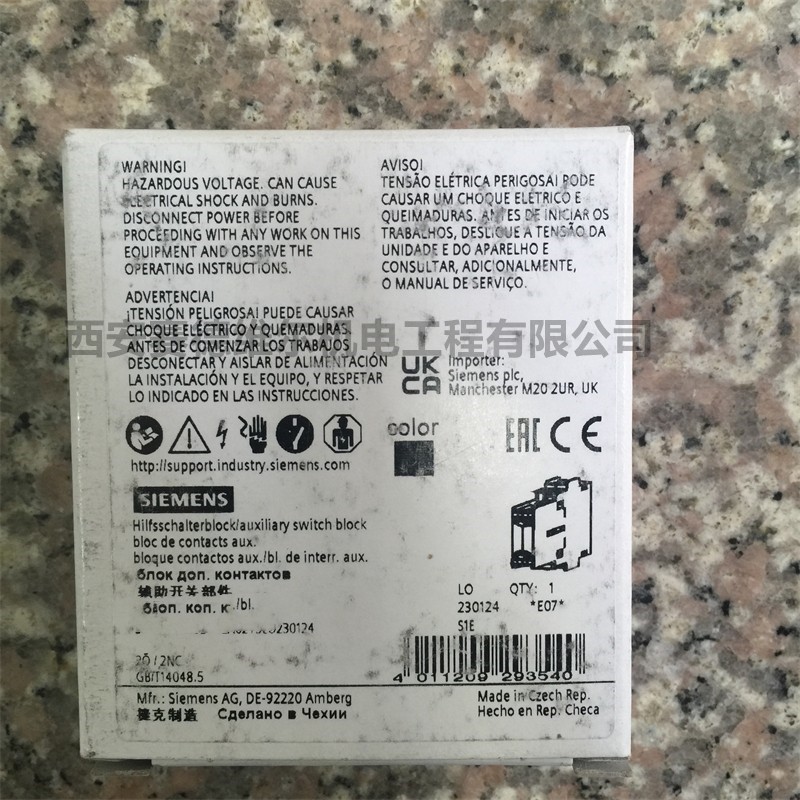 WARNING!
HAZARDOUS VOLTAGE. CAN CAUSE
ELECTRICAL SHOCK AND BURNS.
DISCONNECT POWER BEFORE
PROCEEDING WITH ANY WORK ON THIS
EQUIPMENT AND OBSERVE THE
OPERATING INSTRUCTIONS.
AVISO!
TENSÃO ELÉTRICA PERIGOSA! PODE
CAUSAR UM CHOQUE ELÉTRICO E
QUEIMADURAS. ANTES DE INICIAR OS
TRABALHOS, DESLIGUE A TENSÃO DA
UNIDADE E DO APARELHO E
CONSULTAR, ADICIONALMENTE,
O MANUAL DE SERVIÇO.
ADVERTENCIA!
¡TENSIÓN PELIGROSA! PUEDE CAUSAR
CHOQUE ELÉCTRICO Y QUEMADURAS.
ANTES DE COMENZAR LOS TRABAJOS
DESCONECTAR Y AISLAR DE ALIMENTACIÓN
LA INSTALACIÓN Y EL EQUIPO, Y RESPETAR
LO INDICADO EN LAS INSTRUCCIONES.
西安 机电工程有限公司
UK
CA
Importer:
Siemens plc,
Manchester M20 2UR, UK
color
EAC CE
http://support.industry.siemens.com
SIEMENS
Hilfsschalterblock/auxiliary switch block
bloc de contacts aux.
bloque contactos aux./bl. de interr. aux.
блок доп. контактов
辅助开关部件
блоп. коп. к /bl.
LO QTY: 1
230124 *E07*
S1E
230124
2NC
GB/T14048.5
4 011209 293540
Mfr.: Siemens AG, DE-92220 Amberg
捷克制造 Сделано в Чехии
Made in Czech Rep.
Hecho en Rep. Checa